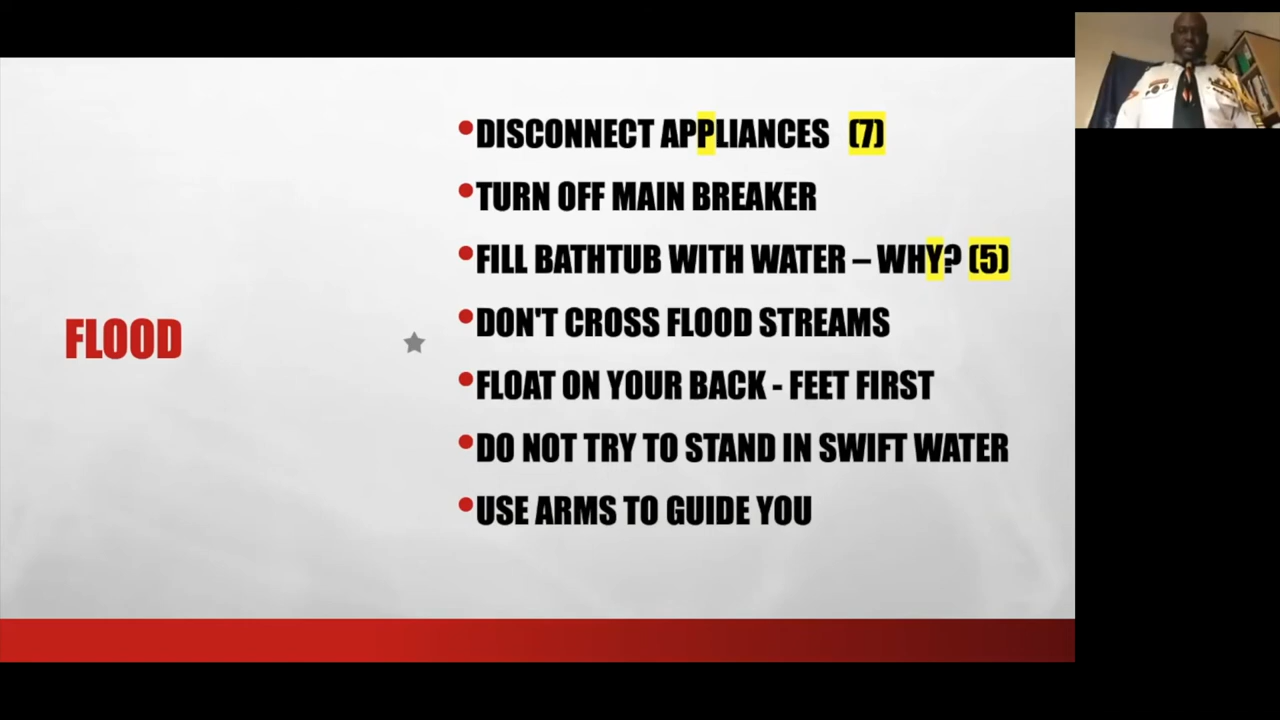 FLOOD
•DISCONNECT APPLIANCES (7)
•TURN OFF MAIN BREAKER
•FILL BATHTUB WITH WATER – WHY? (5)
•DON'T CROSS FLOOD STREAMS
•FLOAT ON YOUR BACK - FEET FIRST
•DO NOT TRY TO STAND IN SWIFT WATER
•USE ARMS TO GUIDE YOU